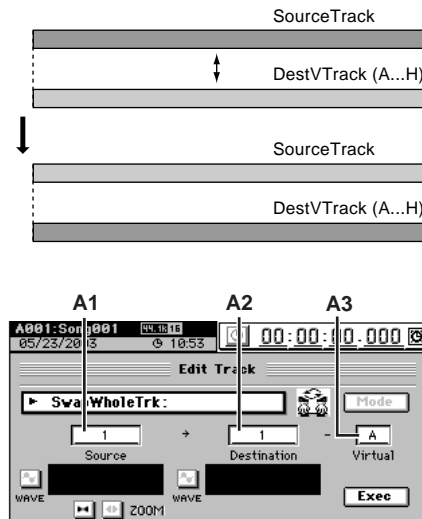 SourceTrack
DestVTrack (A...H)
SourceTrack
DestVTrack (A...H)
A1 A2 A3
A001:Song001 44.1k 16 00:00:00.000
05/23/2003 10:53
Edit Track
SwapWholeTrk: Mode
1 → 1 – A
Source Destination Virtual
WAVE WAVE Exec
ZOOM